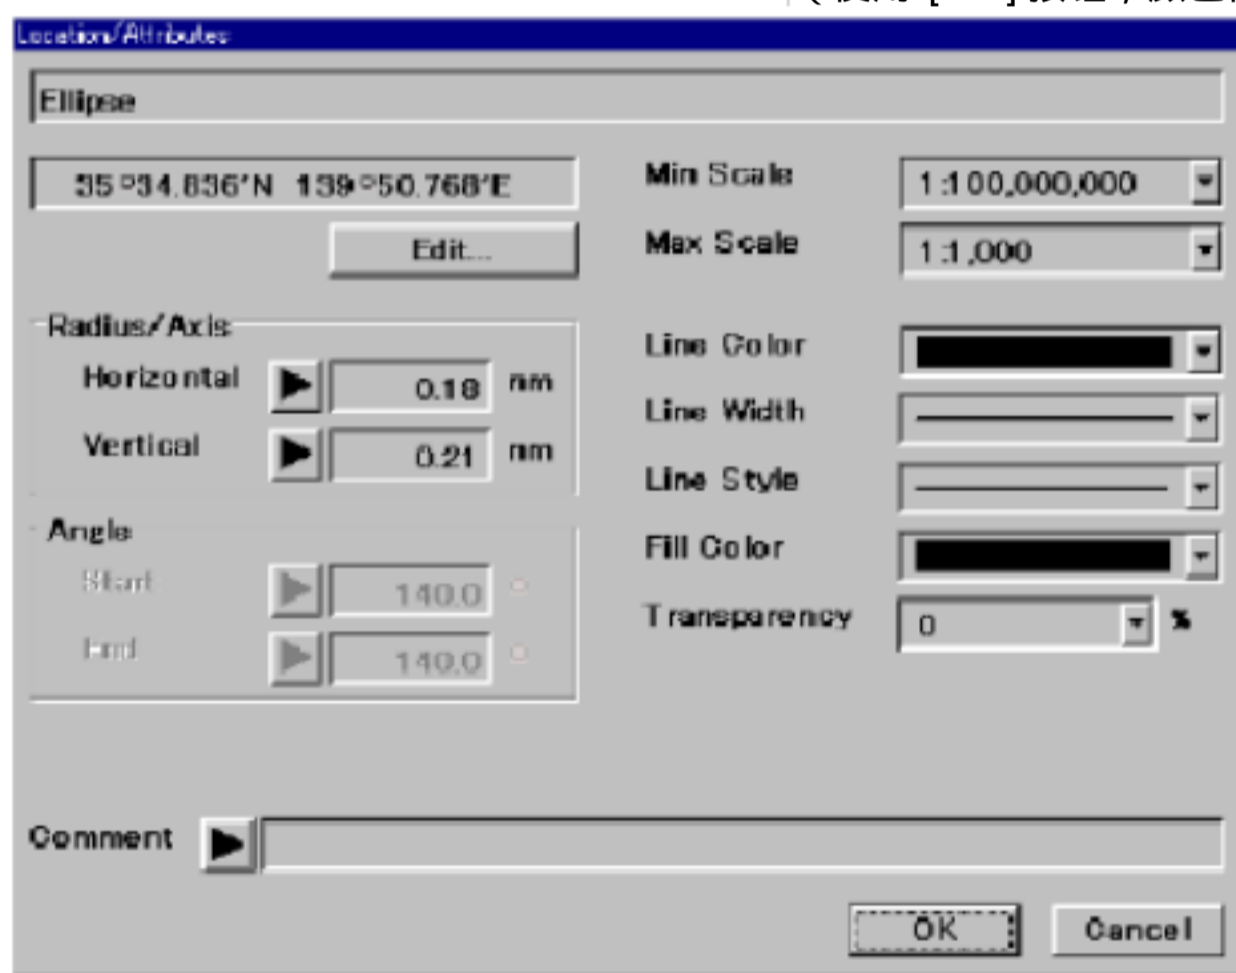 Location/Attributes
Ellipse
35°34.836'N 139°50.768'E
Edit...
Radius/Axis
Horizontal 0.18 nm
Vertical 0.21 nm
Angle
Start 140.0 °
End 140.0 °
Min Scale 1:100,000,000
Max Scale 1:1,000
Line Color
Line Width
Line Style
Fill Color
Transparency 0 %
Comment
OK Cancel